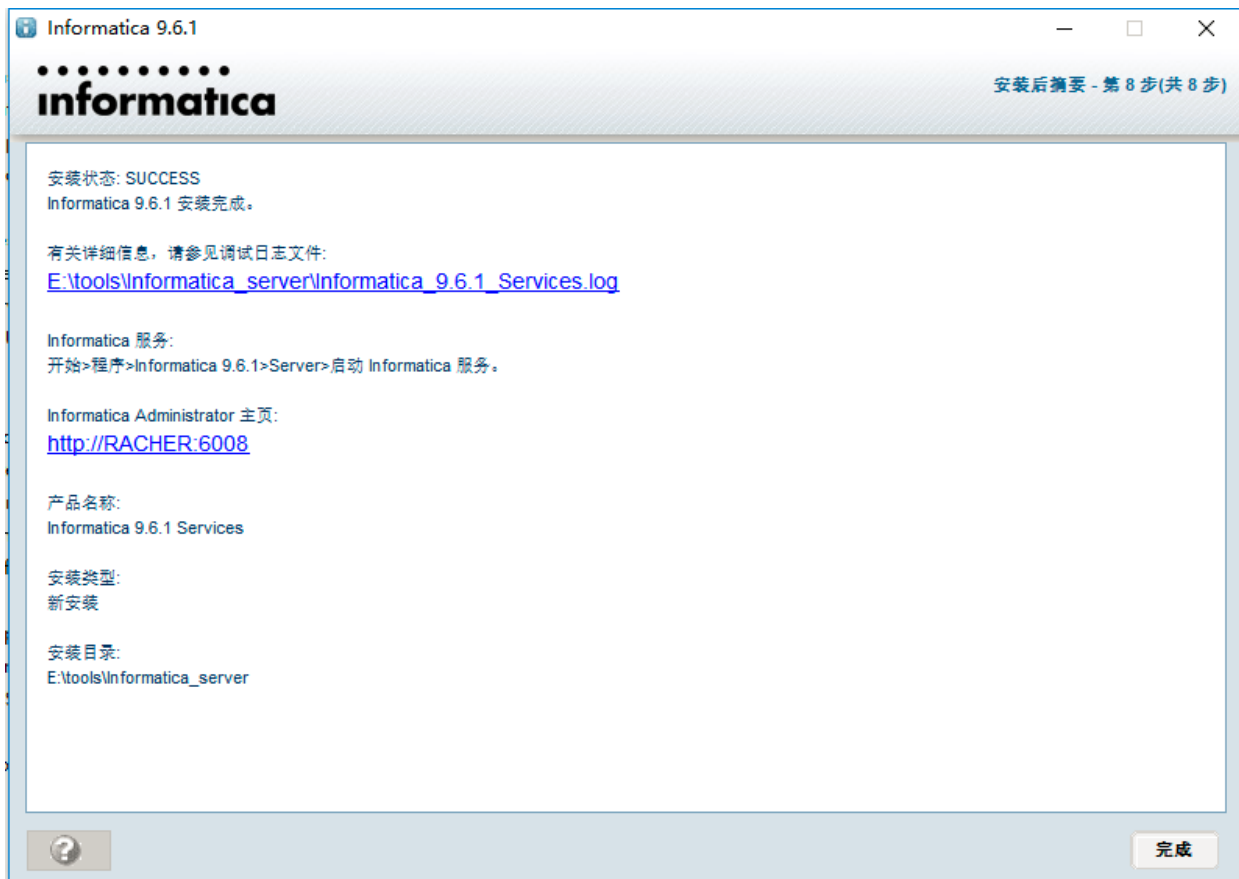 Informatica 9.6.1
informatica
安装后摘要 - 第 8 步(共 8 步)
安装状态: SUCCESS
Informatica 9.6.1 安装完成。
有关详细信息，请参见调试日志文件:
E:\tools\Informatica_server\Informatica_9.6.1_Services.log
Informatica 服务:
开始>程序>Informatica 9.6.1>Server>启动 Informatica 服务。
Informatica Administrator 主页:
http://RACHER:6008
产品名称:
Informatica 9.6.1 Services
安装类型:
新安装
安装目录:
E:\tools\Informatica_server
完成